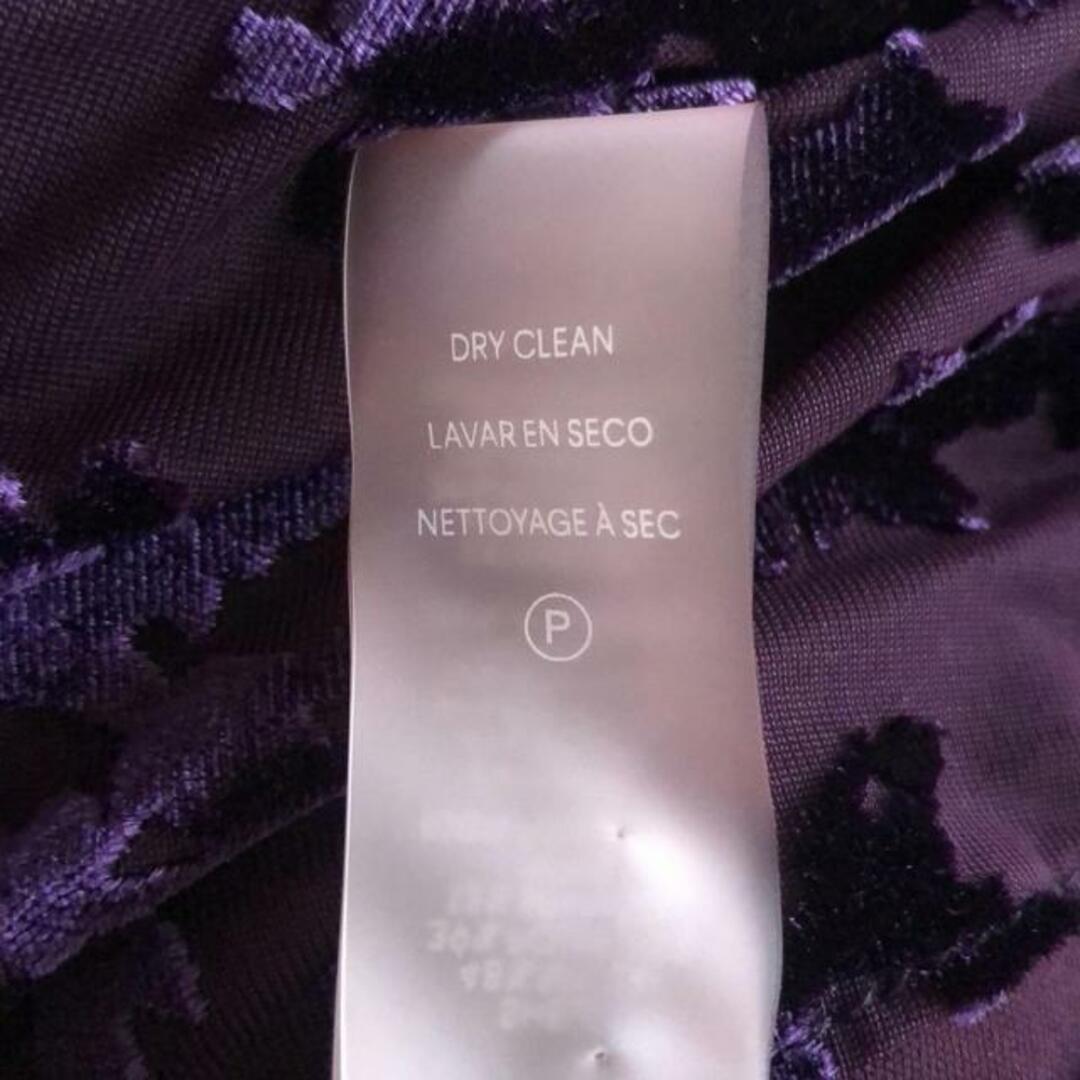 DRY CLEAN
LAVAR EN SECO
NETTOYAGE À SEC
P